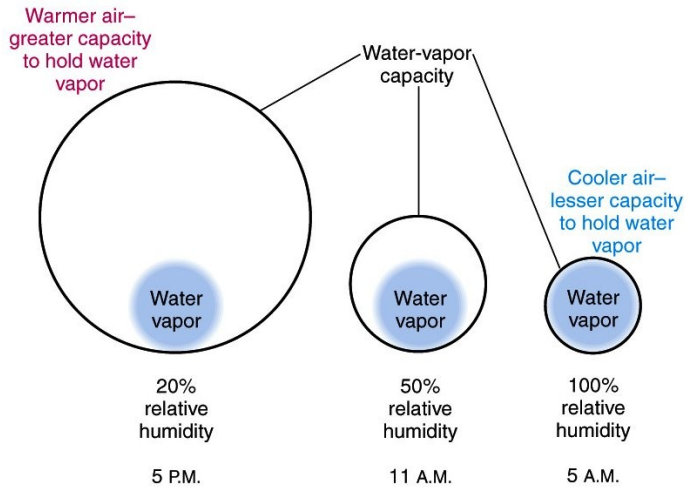 Warmer air–
greater capacity
to hold water
vapor
Water-vapor
capacity
Cooler air–
lesser capacity
to hold water
vapor
Water
vapor
Water
vapor
Water
vapor
20%
relative
humidity
5 P.M.
50%
relative
humidity
11 A.M.
100%
relative
humidity
5 A.M.